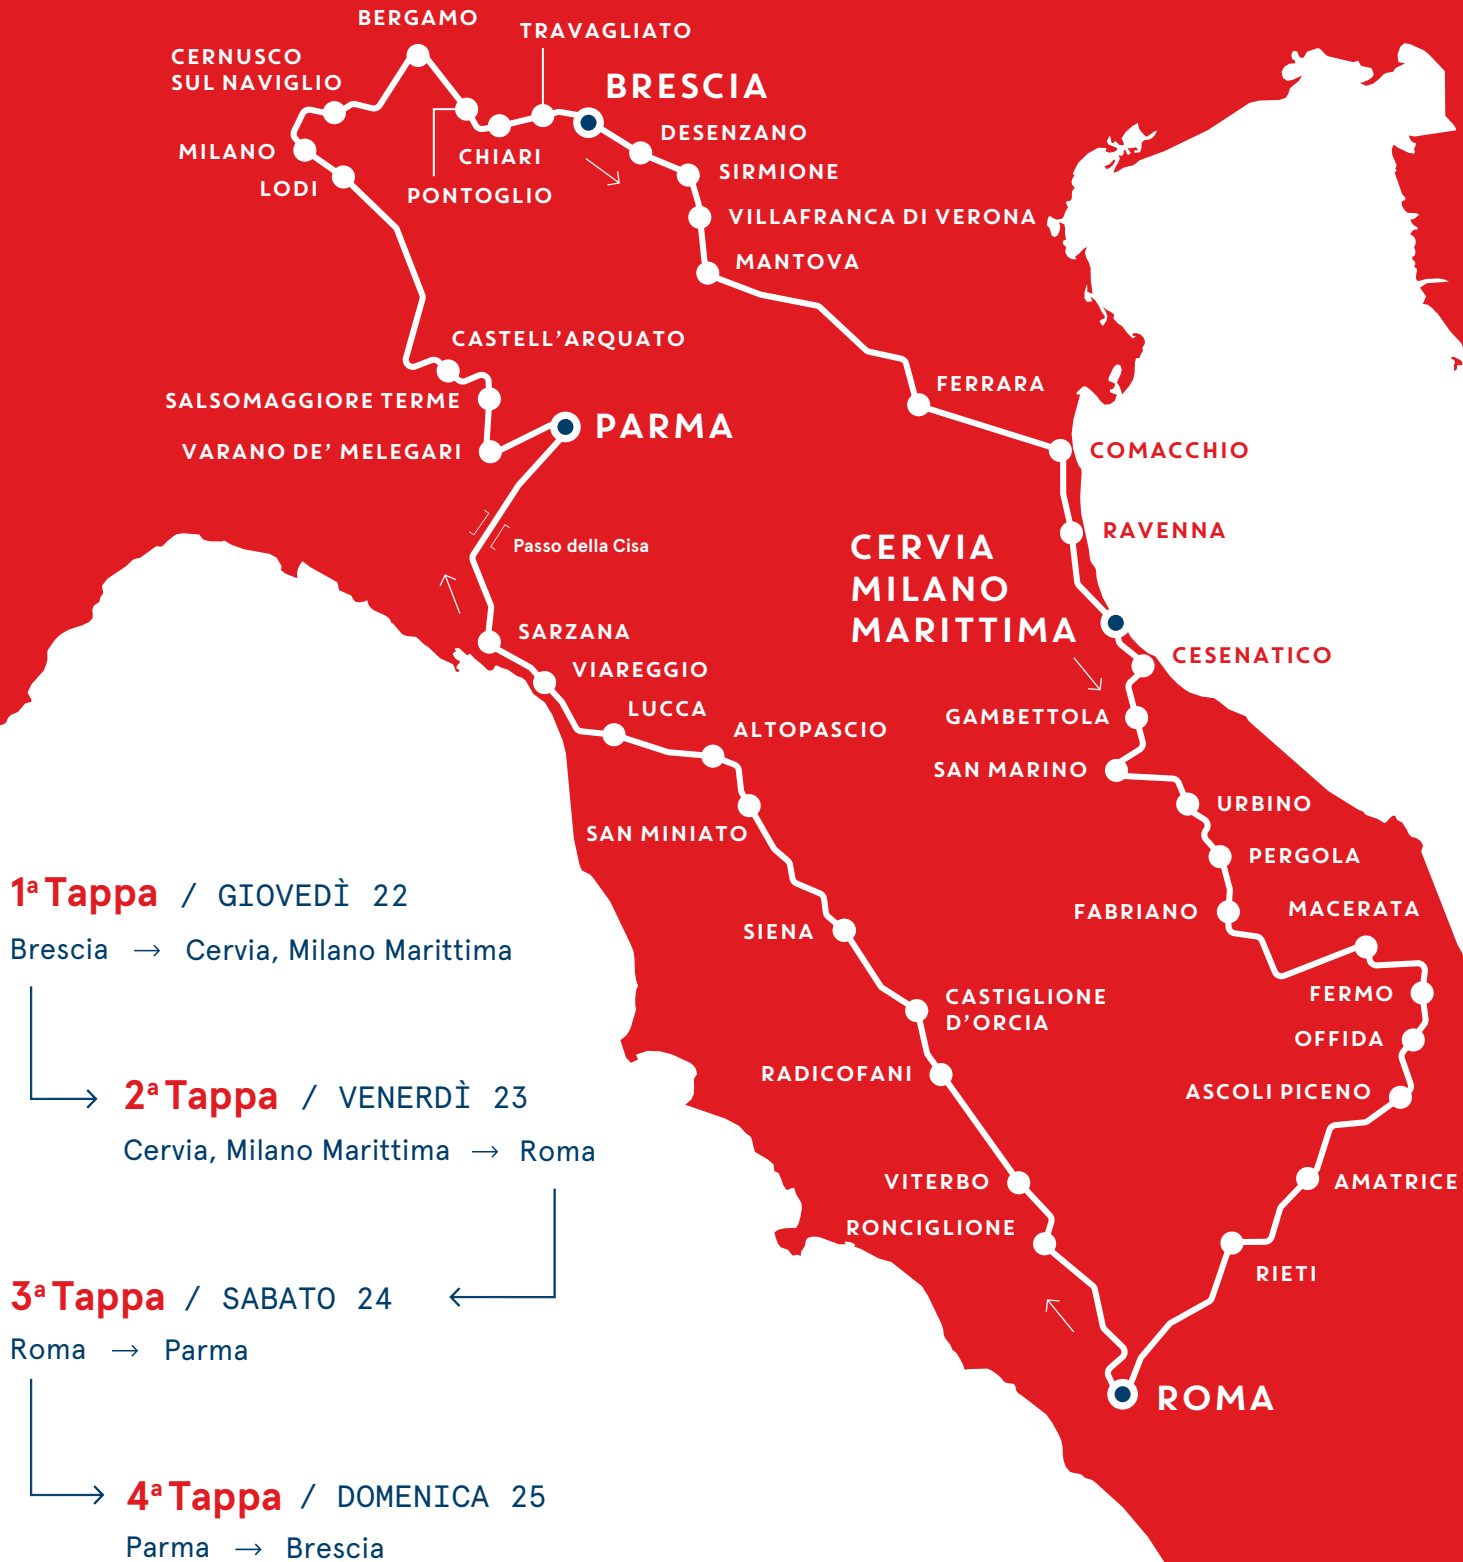 BERGAMO
TRAVAGLIATO
CERNUSCO
SUL NAVIGLIO
BRESCIA
DESENZANO
MILANO
CHIARI
SIRMIONE
LODI
PONTOGLIO
VILLAFRANCA DI VERONA
MANTOVA
CASTELL’ARQUATO
FERRARA
SALSOMAGGIORE TERME
PARMA
VARANO DE’ MELEGARI
COMACCHIO
RAVENNA
Passo della Cisa
CERVIA
MILANO
MARITTIMA
SARZANA
CESENATICO
VIAREGGIO
LUCCA
GAMBETTOLA
ALTOPASCIO
SAN MARINO
URBINO
SAN MINIATO
PERGOLA
FABRIANO
MACERATA
SIENA
FERMO
CASTIGLIONE
D’ORCIA
OFFIDA
RADICOFANI
ASCOLI PICENO
VITERBO
AMATRICE
RONCIGLIONE
RIETI
ROMA
1ª Tappa / GIOVEDÌ 22
Brescia → Cervia, Milano Marittima
2ª Tappa / VENERDÌ 23
Cervia, Milano Marittima → Roma
3ª Tappa / SABATO 24
Roma → Parma
4ª Tappa / DOMENICA 25
Parma → Brescia